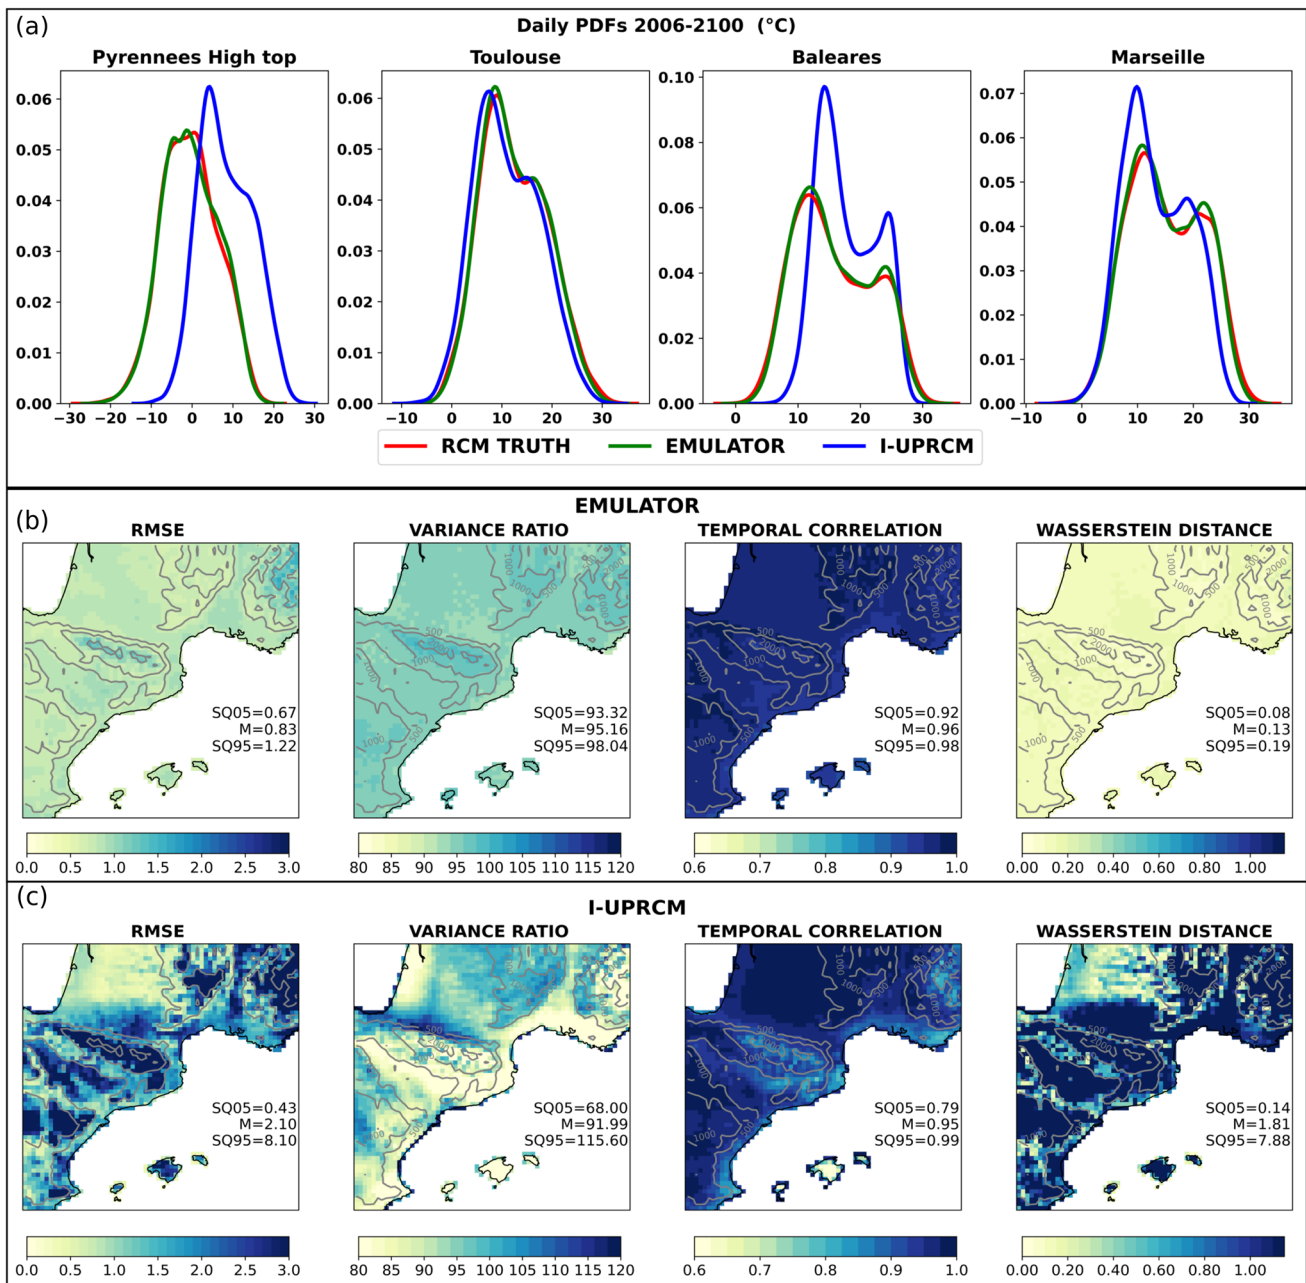 (a)
Daily PDFs 2006-2100 (°C)
Pyrennees High top
Toulouse
Baleares
Marseille
0.06
0.05
0.04
0.03
0.02
0.01
0.00
−30 −20 −10 0 10 20 30
0.06
0.05
0.04
0.03
0.02
0.01
0.00
−10 0 10 20 30
0.10
0.08
0.06
0.04
0.02
0.00
0 10 20 30
0.07
0.06
0.05
0.04
0.03
0.02
0.01
0.00
−10 0 10 20 30
RCM TRUTH EMULATOR I-UPRCM
(b)
EMULATOR
RMSE
SQ05=0.67
M=0.83
SQ95=1.22
0.0 0.5 1.0 1.5 2.0 2.5 3.0
VARIANCE RATIO
SQ05=93.32
M=95.16
SQ95=98.04
80 85 90 95 100 105 110 115 120
TEMPORAL CORRELATION
SQ05=0.92
M=0.96
SQ95=0.98
0.6 0.7 0.8 0.9 1.0
WASSERSTEIN DISTANCE
SQ05=0.08
M=0.13
SQ95=0.19
0.00 0.20 0.40 0.60 0.80 1.00
(c)
I-UPRCM
RMSE
SQ05=0.43
M=2.10
SQ95=8.10
0.0 0.5 1.0 1.5 2.0 2.5 3.0
VARIANCE RATIO
SQ05=68.00
M=91.99
SQ95=115.60
80 85 90 95 100 105 110 115 120
TEMPORAL CORRELATION
SQ05=0.79
M=0.95
SQ95=0.99
0.6 0.7 0.8 0.9 1.0
WASSERSTEIN DISTANCE
SQ05=0.14
M=1.81
SQ95=7.88
0.00 0.20 0.40 0.60 0.80 1.00